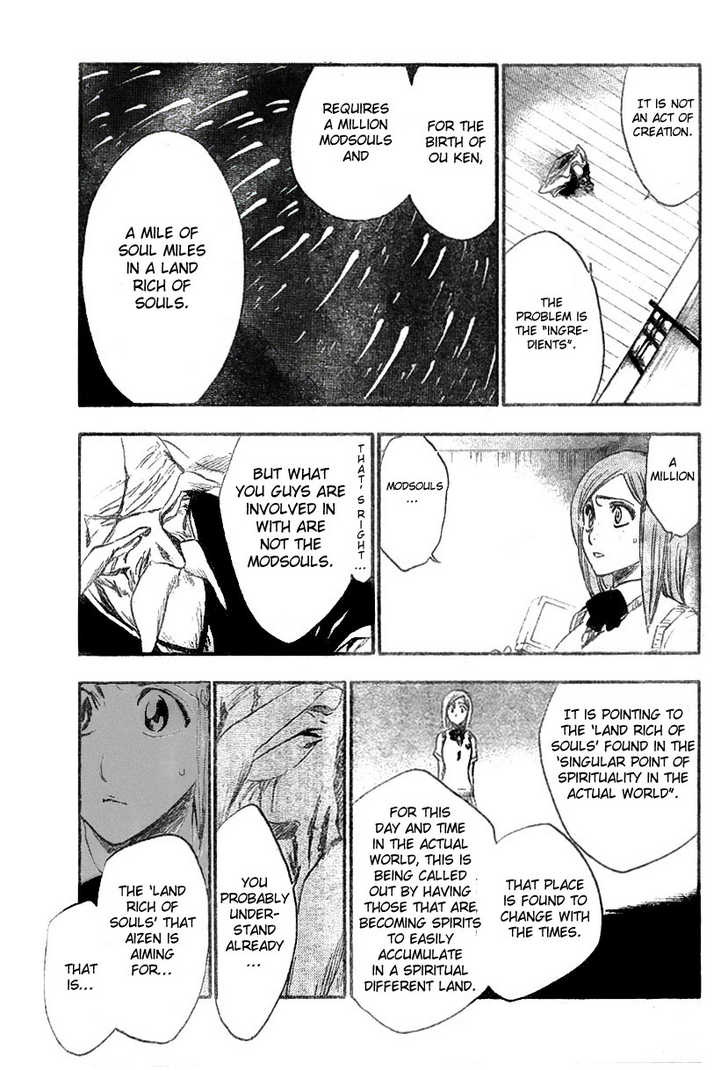 IT IS NOT
AN ACT OF
CREATION.
THE
PROBLEM IS
THE "INGRE-
DIENTS".
FOR THE
BIRTH OF
OU KEN,
REQUIRES
A MILLION
MODSOULS
AND
A MILE OF
SOUL MILES
IN A LAND
RICH OF
SOULS.
A
MILLION
MODSOULS
...
THAT'S RIGHT...
BUT WHAT
YOU GUYS ARE
INVOLVED IN
WITH ARE
NOT THE
MODSOULS.
IT IS POINTING
TO THE
'LAND RICH OF
SOULS' FOUND IN THE
'SINGULAR POINT OF
SPIRITUALITY IN THE
ACTUAL WORLD".
THAT PLACE
IS FOUND TO
CHANGE WITH
THE TIMES.
FOR THIS
DAY AND TIME
IN THE ACTUAL
WORLD, THIS IS
BEING CALLED
OUT BY HAVING
THOSE THAT ARE
BECOMING SPIRITS
TO EASILY
ACCUMULATE
IN A SPIRITUAL
DIFFERENT LAND.
YOU
PROBABLY
UNDER-
STAND
ALREADY
...
THE 'LAND
RICH OF
SOULS' THAT
AIZEN IS
AIMING
FOR...
THAT
IS...